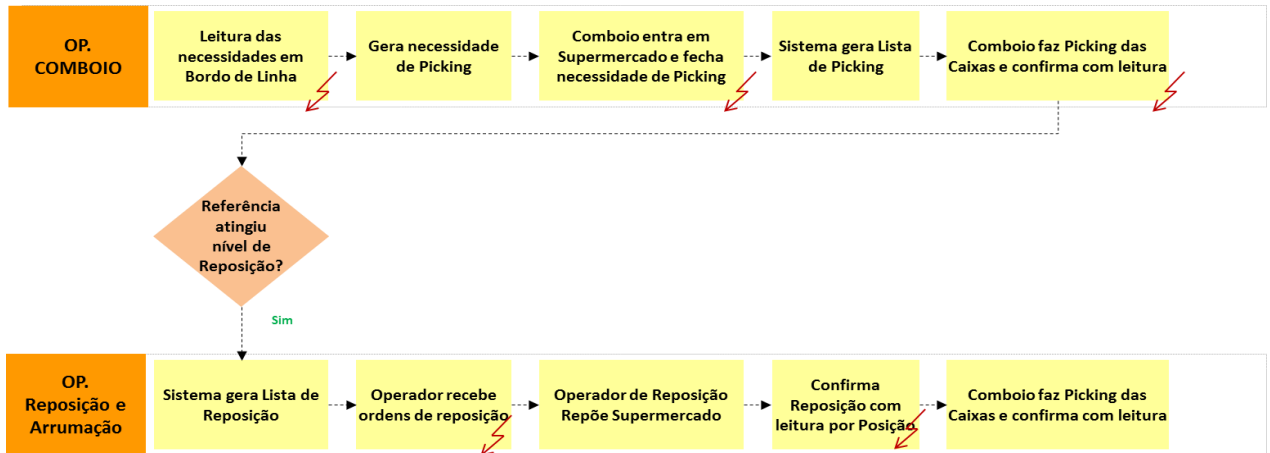 OP.
COMBOIO
Leitura das
necessidades em
Bordo de Linha
Gera necessidade
de Picking
Comboio entra em
Supermercado e fecha
necessidade de Picking
Sistema gera Lista
de Picking
Comboio faz Picking das
Caixas e confirma com leitura
Referência
atingiu
nível de
Reposição?
Sim
OP.
Reposição e
Arrumação
Sistema gera Lista de
Reposição
Operador recebe
ordens de reposição
Operador de Reposição
Repõe Supermercado
Confirma
Reposição com
leitura por Posição
Comboio faz Picking das
Caixas e confirma com leitura